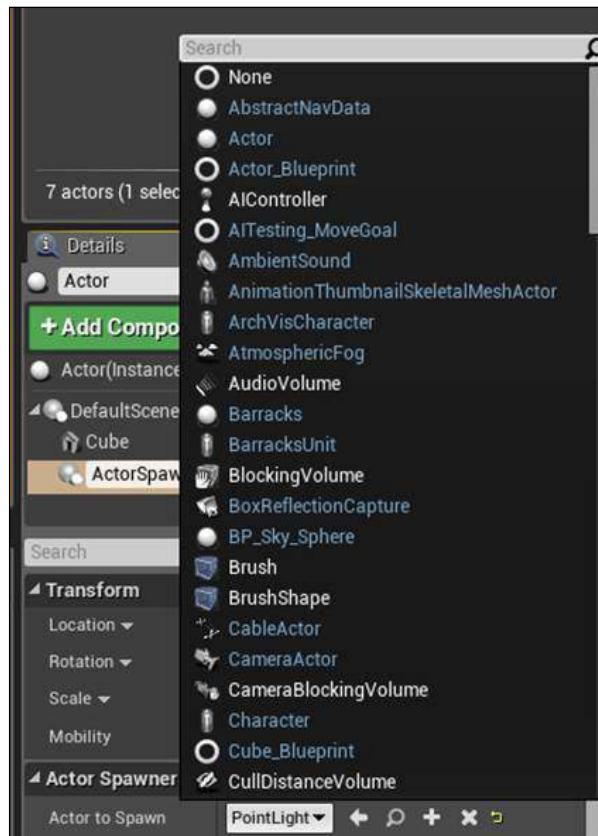 Search
None
AbstractNavData
Actor
Actor_Blueprint
7 actors (1 selec
AIController
AITesting_MoveGoal
Details
AmbientSound
Actor
AnimationThumbnailSkeletalMeshActor
+Add Compo
ArchVisCharacter
AtmosphericFog
Actor(Instance
AudioVolume
DefaultScene
Barracks
Cube
BarracksUnit
ActorSpaw
BlockingVolume
BoxReflectionCapture
BP_Sky_Sphere
Search
Brush
Transform
BrushShape
Location
CableActor
Rotation
CameraActor
Scale
CameraBlockingVolume
Character
Mobility
Cube_Blueprint
Actor Spawner
CullDistanceVolume
Actor to Spawn
PointLight